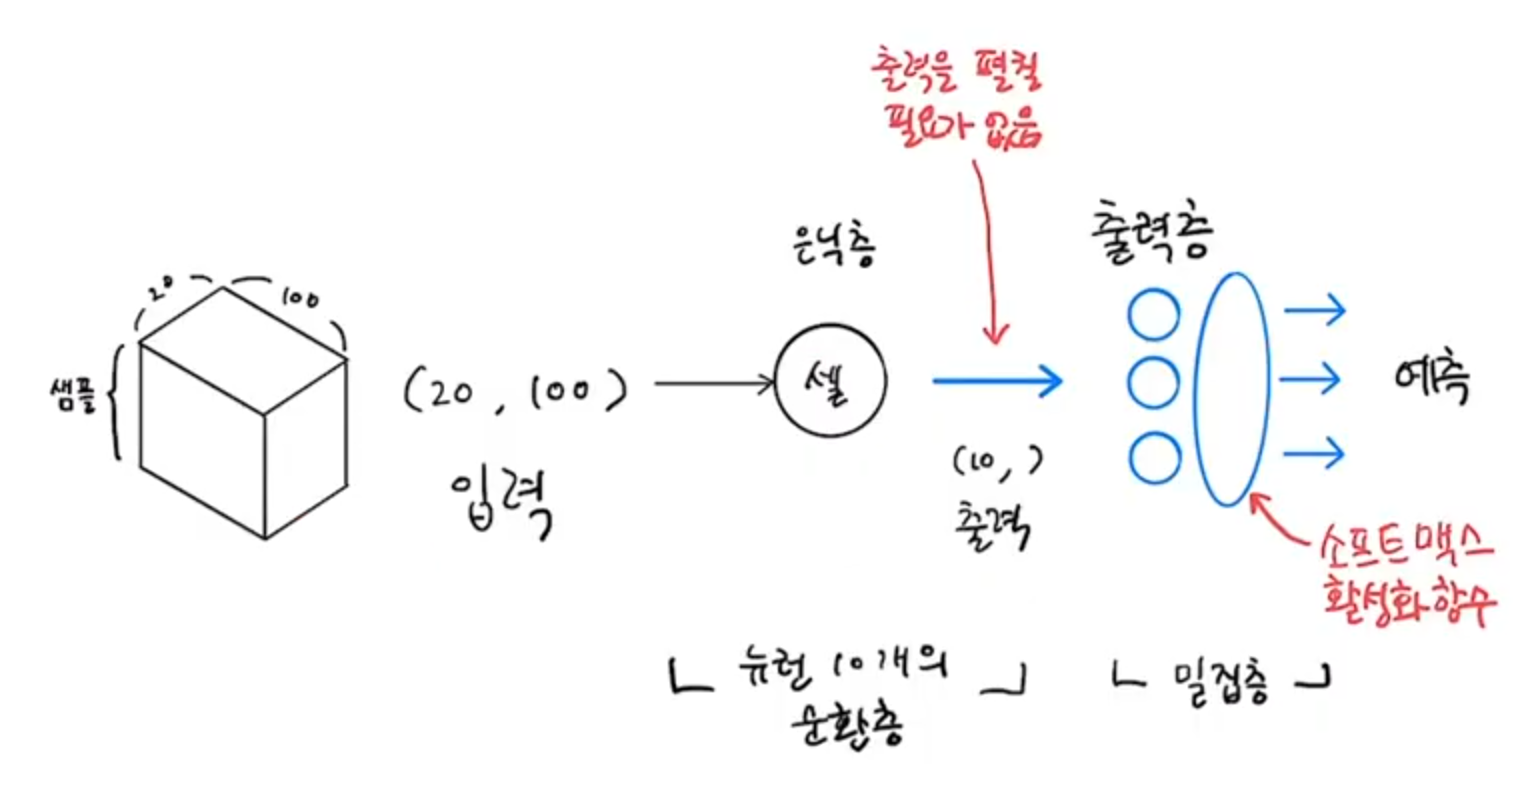 출력을 펼칠
필요가 없음
은닉층
출력층
20
100
샘플
(20, 100)
셀
예측
입력
(10, )
출력
소프트맥스
활성화 함수
뉴런 10개의
순환층
밀집층